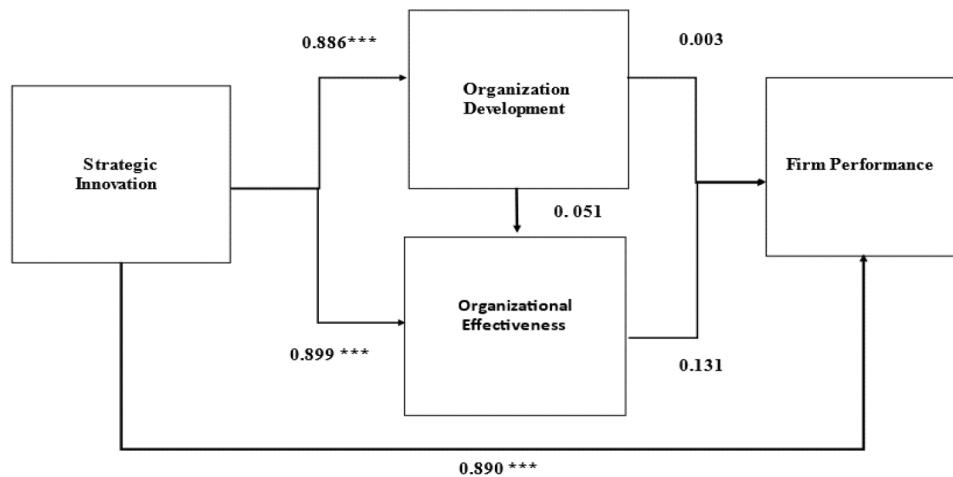 0.886***
0.003
Organization
Development
Strategic
Innovation
Firm Performance
0. 051
Organizational
Effectiveness
0.899 ***
0.131
0.890 ***